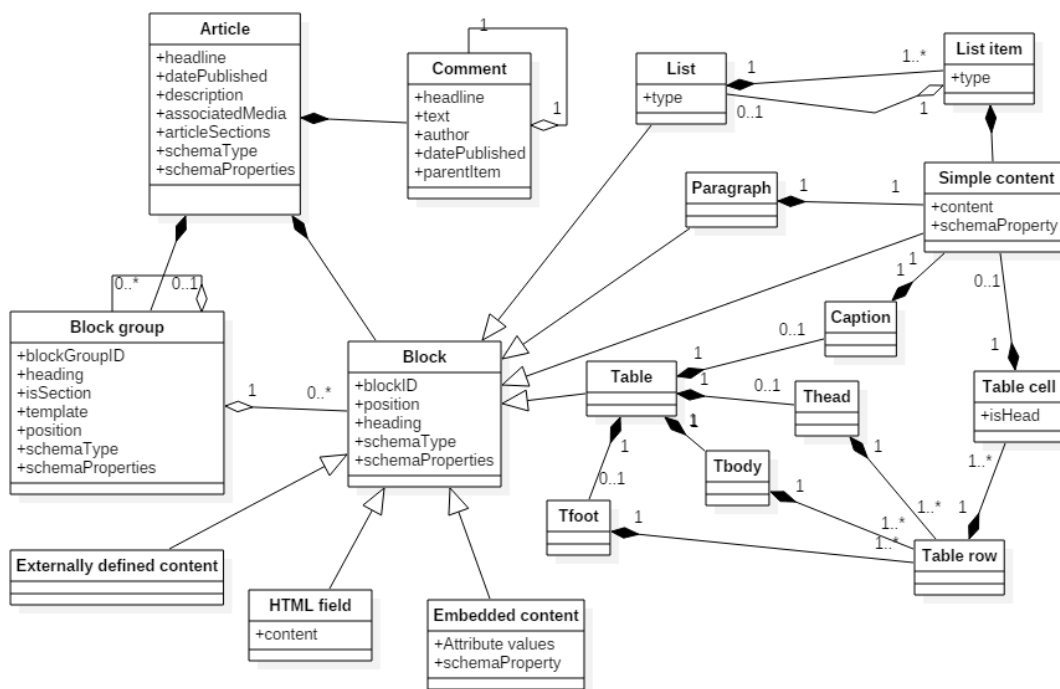 Article
+headline
+datePublished
+description
+associatedMedia
+articleSections
+schemaType
+schemaProperties
1
Comment
+headline
+text
+author
+datePublished
+parentItem
1
List
+type
1
1..*
0..1
1
List item
+type
Paragraph
1
1
Simple content
+content
+schemaProperty
1
1
0..1
0..*
0..1
Block group
+blockGroupID
+heading
+isSection
+template
+position
+schemaType
+schemaProperties
1
0..*
Block
+blockID
+position
+heading
+schemaType
+schemaProperties
Caption
0..1
1
Table
1
0..1
Thead
1
1
Table cell
+isHead
1
1
1
0..1
Tbody
1
1..*
1..*
1..*
1
Tfoot
1
1..*
Table row
Externally defined content
HTML field
+content
Embedded content
+Attribute values
+schemaProperty